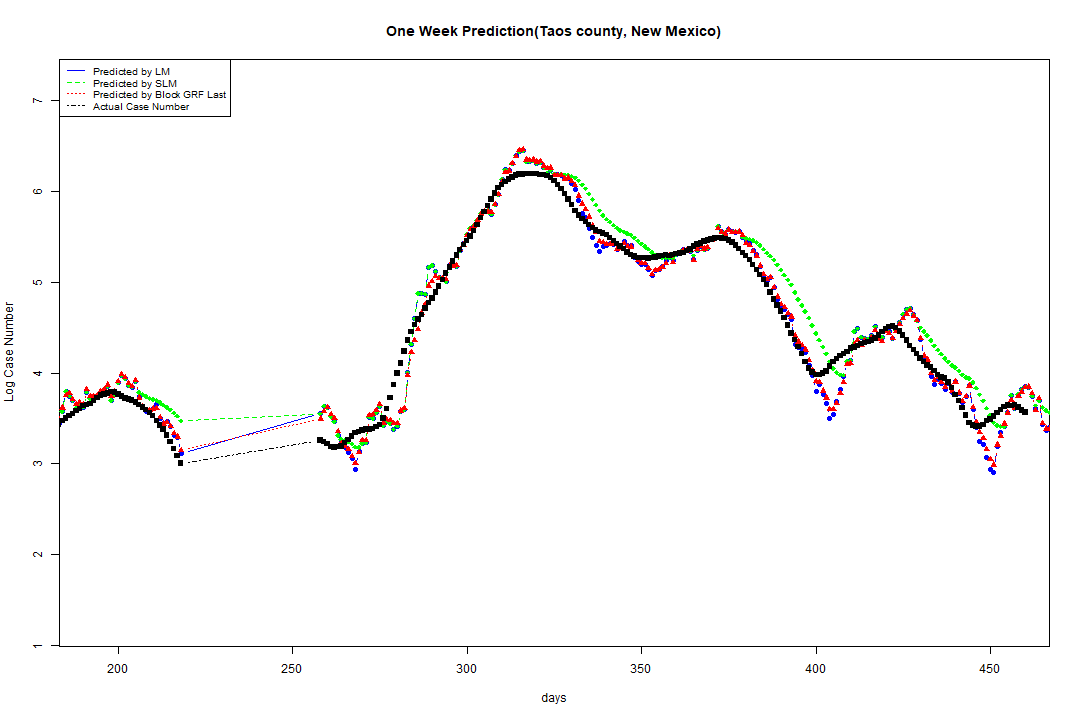 One Week Prediction(Taos county, New Mexico)
Predicted by LM
Predicted by SLM
Predicted by Block GRF Last
Actual Case Number
7
6
5
4
3
2
1
Log Case Number
200 250 300 350 400 450
days